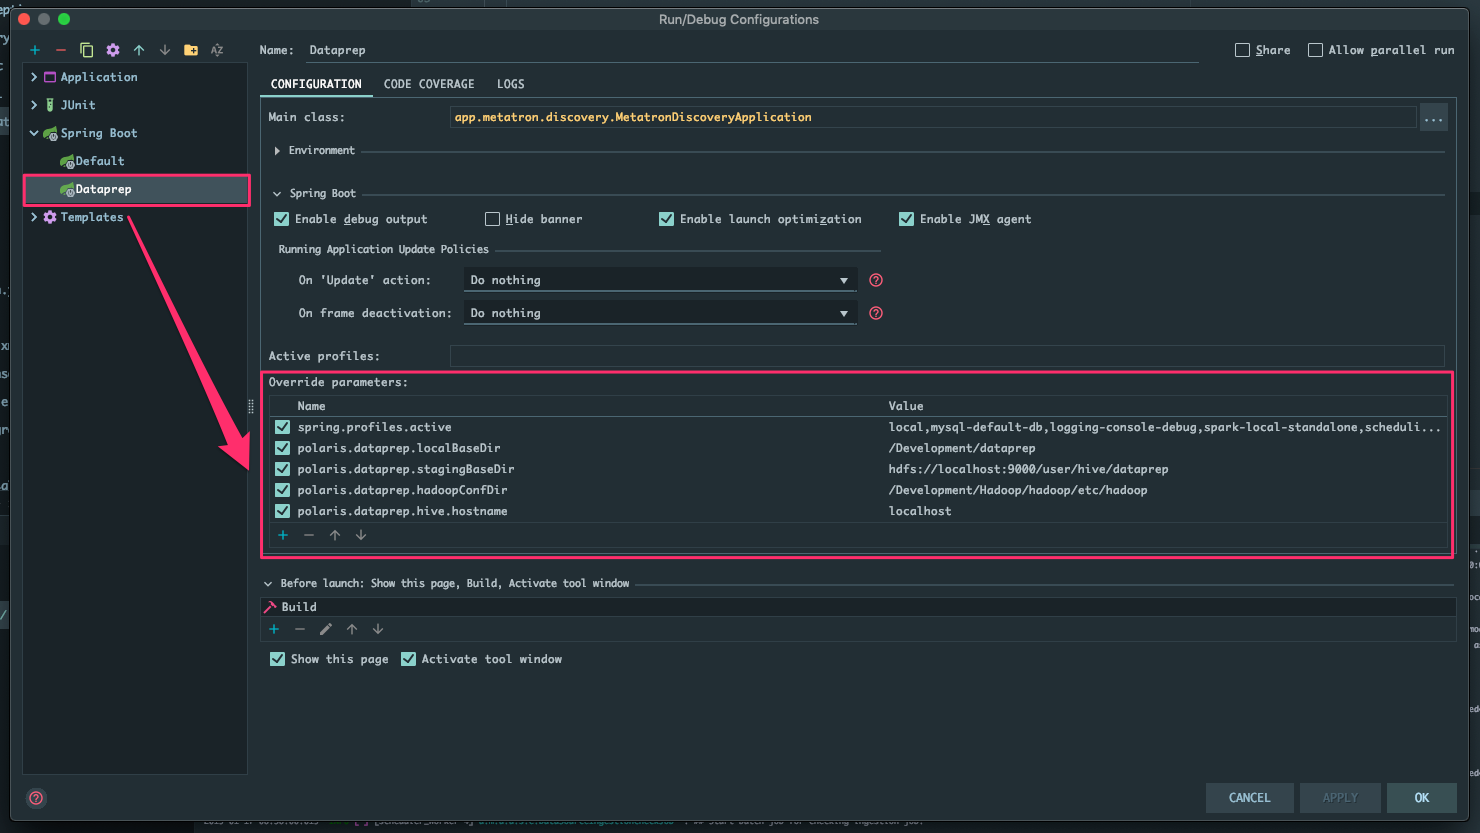 Run/Debug Configurations
Name: Dataprep
Share
Allow parallel run
Application
JUnit
Spring Boot
Default
Dataprep
Templates
CONFIGURATION CODE COVERAGE LOGS
Main class: app.metatron.discovery.MetatronDiscoveryApplication ...
Environment
Spring Boot
Enable debug output Hide banner Enable launch optimization Enable JMX agent
Running Application Update Policies
On 'Update' action: Do nothing
On frame deactivation: Do nothing
Active profiles:
Override parameters:
Name Value
spring.profiles.active local,mysql-default-db,logging-console-debug,spark-local-standalone,scheduli...
polaris.dataprep.localBaseDir /Development/dataprep
polaris.dataprep.stagingBaseDir hdfs://localhost:9000/user/hive/dataprep
polaris.dataprep.hadoopConfDir /Development/Hadoop/hadoop/etc/hadoop
polaris.dataprep.hive.hostname localhost
Before launch: Show this page, Build, Activate tool window
Build
Show this page Activate tool window
CANCEL APPLY OK